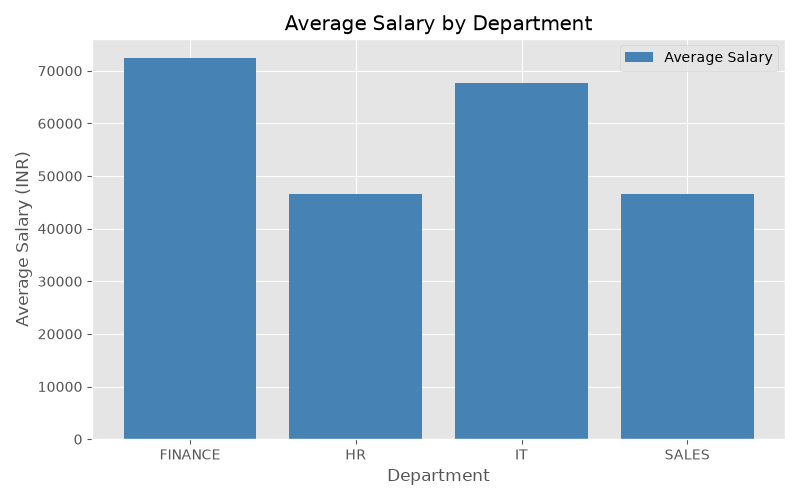 Average Salary by Department
Average Salary
Average Salary (INR)
70000
60000
50000
40000
30000
20000
10000
0
FINANCE HR IT SALES
Department